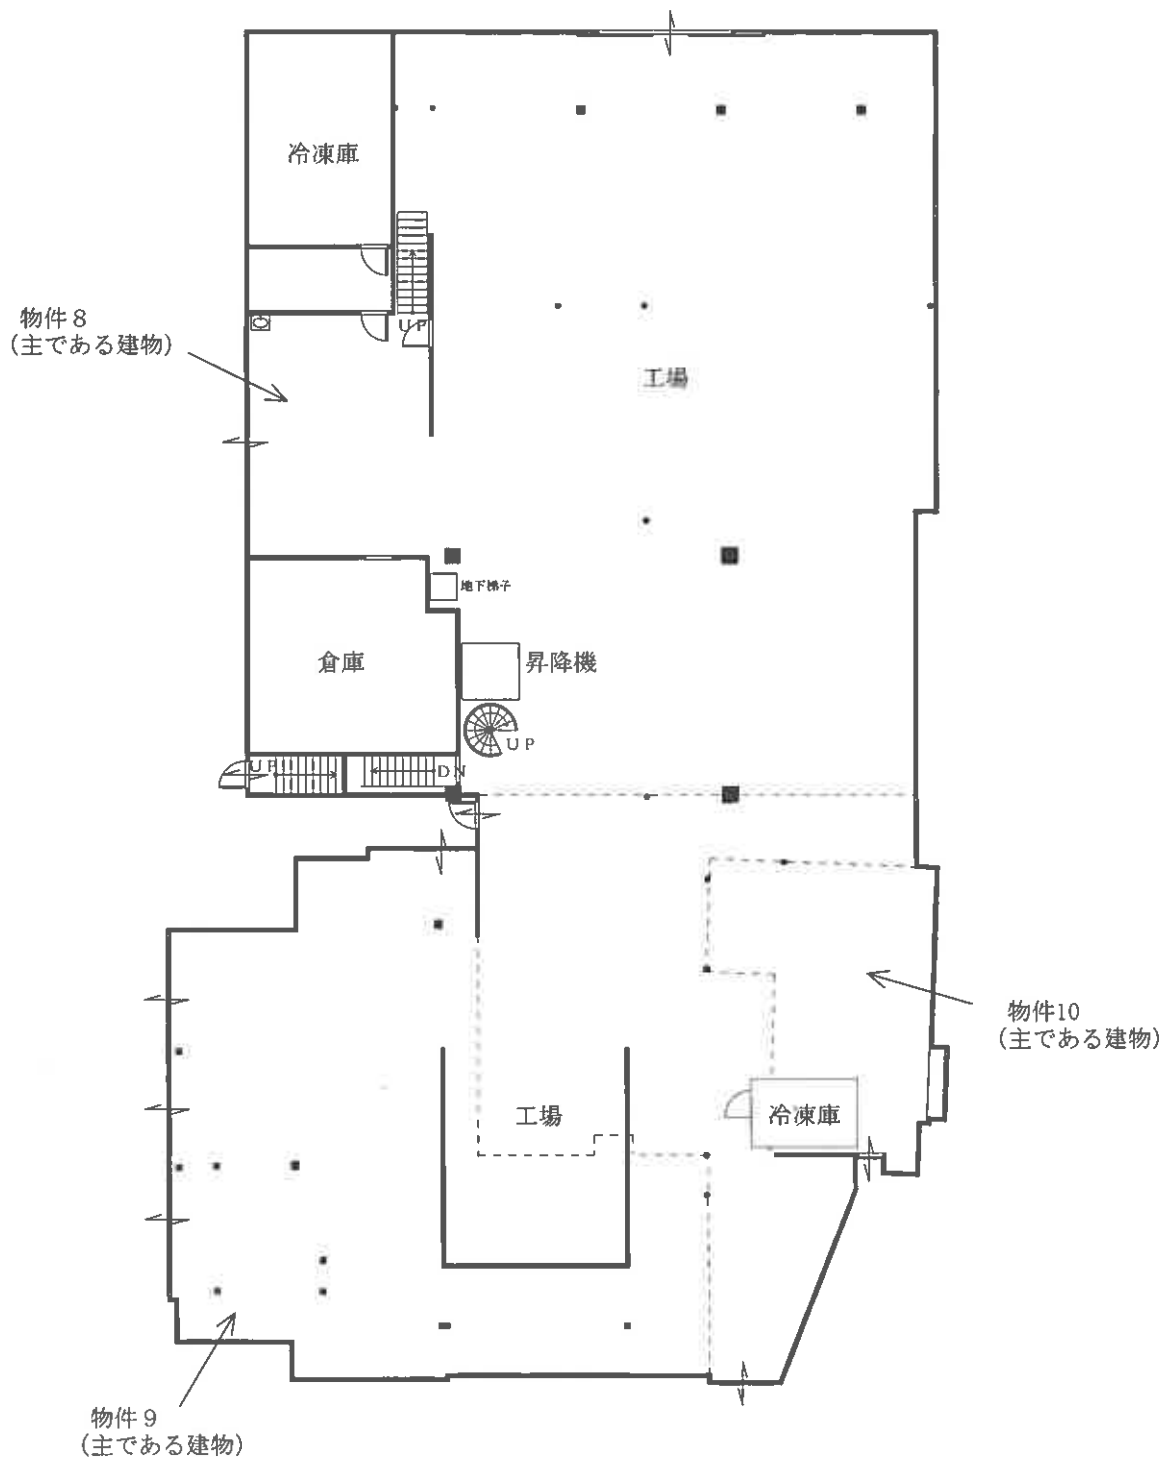 冷凍庫
物件８
（主である建物）
UP
工場
地下梯子
倉庫
昇降機
UP
UP
DN
物件10
（主である建物）
工場
冷凍庫
物件９
（主である建物）